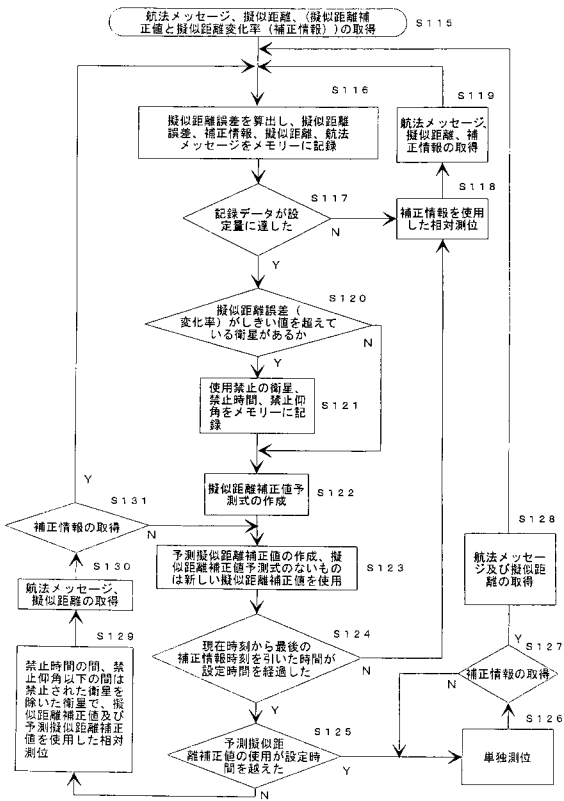 航法メッセージ、擬似距離、(擬似距離補
正値と擬似距離変化率(補正情報))の取得
S115
S116
擬似距離誤差を算出し、擬似距離
誤差、補正情報、擬似距離、航法
メッセージをメモリーに記録
S119
航法メッセージ、
擬似距離、補
正情報の取得
S117
記録データが設
定量に達した
N
Y
S118
補正情報を使用
した相対測位
S120
擬似距離誤差(
変化率)がしきい値を超えて
いる衛星があるか
N
Y
使用禁止の衛星、
禁止時間、禁止仰
角をメモリーに記
録
S121
擬似距離補正値予
測式の作成
S122
Y
S131
補正情報の取得
N
予測擬似距離補正値の作成、擬
似距離補正値予測式のないもの
は新しい擬似距離補正値を使用
S123
S128
航法メッセー
ジ及び擬似距
離の取得
S130
航法メッセージ、
擬似距離の取得
S124
現在時刻から最後の
補正情報時刻を引いた時間が
設定時間を経過した
N
Y
S129
禁止時間の間、禁
止仰角以下の間は
禁止された衛星を
除いた衛星で、擬
似距離補正値及び
予測擬似距離補正
値を使用した相対
測位
Y
S127
補正情報の取得
N
S125
予測擬似距
離補正値の使用が設定時
間を越えた
Y
N
S126
単独測位